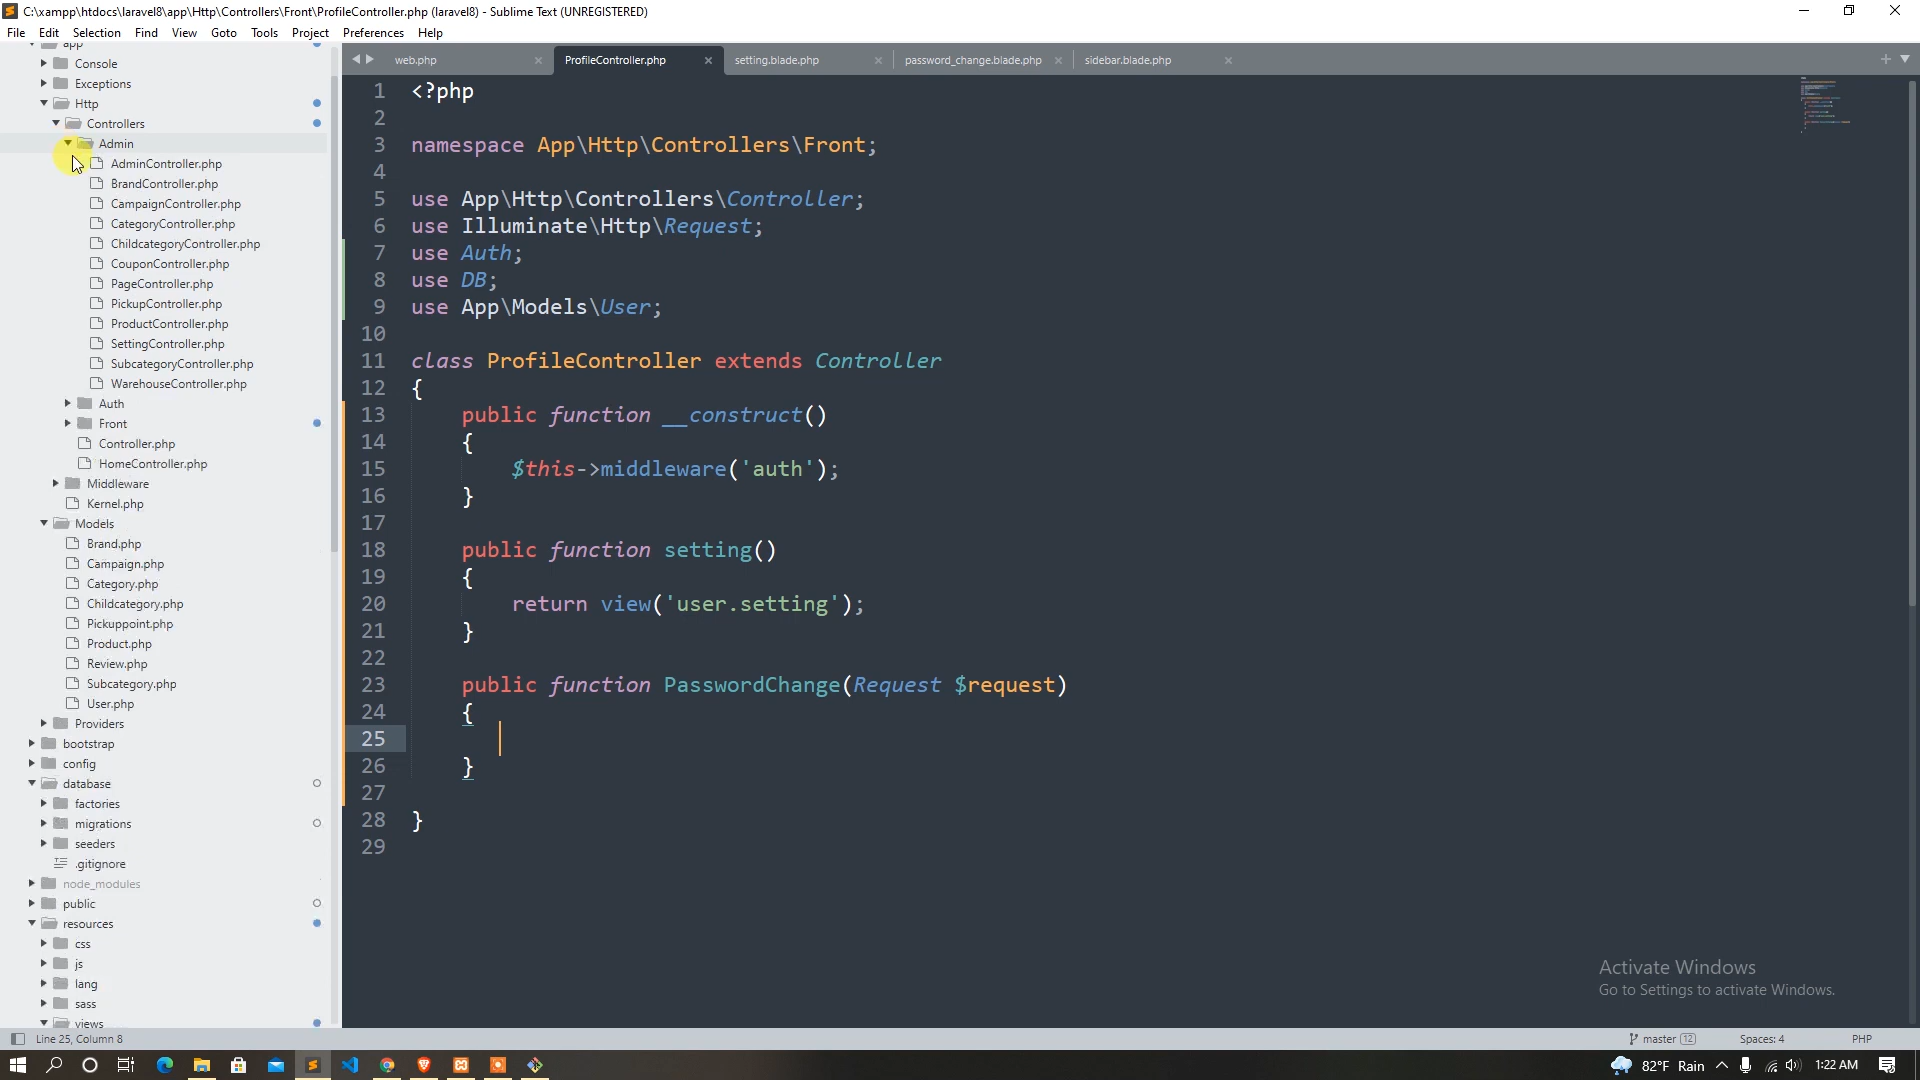 C:\xampp\htdocs\laravel8\app\Http\Controllers\Front\ProfileController.php (laravel8) - Sublime Text (UNREGISTERED)
File Edit Selection Find View Goto Tools Project Preferences Help
app
Console
Exceptions
Http
Controllers
Admin
AdminController.php
BrandController.php
CampaignController.php
CategoryController.php
ChildcategoryController.php
CouponController.php
PageController.php
PickupController.php
ProductController.php
SettingController.php
SubcategoryController.php
WarehouseController.php
Auth
Front
Controller.php
HomeController.php
Middleware
Kernel.php
Models
Brand.php
Campaign.php
Category.php
Childcategory.php
Pickuppoint.php
Product.php
Review.php
Subcategory.php
User.php
Providers
bootstrap
config
database
factories
migrations
seeders
.gitignore
node_modules
public
resources
css
js
lang
sass
views
web.php ProfileController.php setting.blade.php password_change.blade.php sidebar.blade.php
1 <?php
2
3 namespace App\Http\Controllers\Front;
4
5 use App\Http\Controllers\Controller;
6 use Illuminate\Http\Request;
7 use Auth;
8 use DB;
9 use App\Models\User;
10
11 class ProfileController extends Controller
12 {
13 public function __construct()
14 {
15 $this->middleware('auth');
16 }
17
18 public function setting()
19 {
20 return view('user.setting');
21 }
22
23 public function PasswordChange(Request $request)
24 {
25
26 }
27
28 }
29
Activate Windows
Go to Settings to activate Windows.
Line 25, Column 8 master 12 Spaces: 4 PHP
82°F Rain 1:22 AM